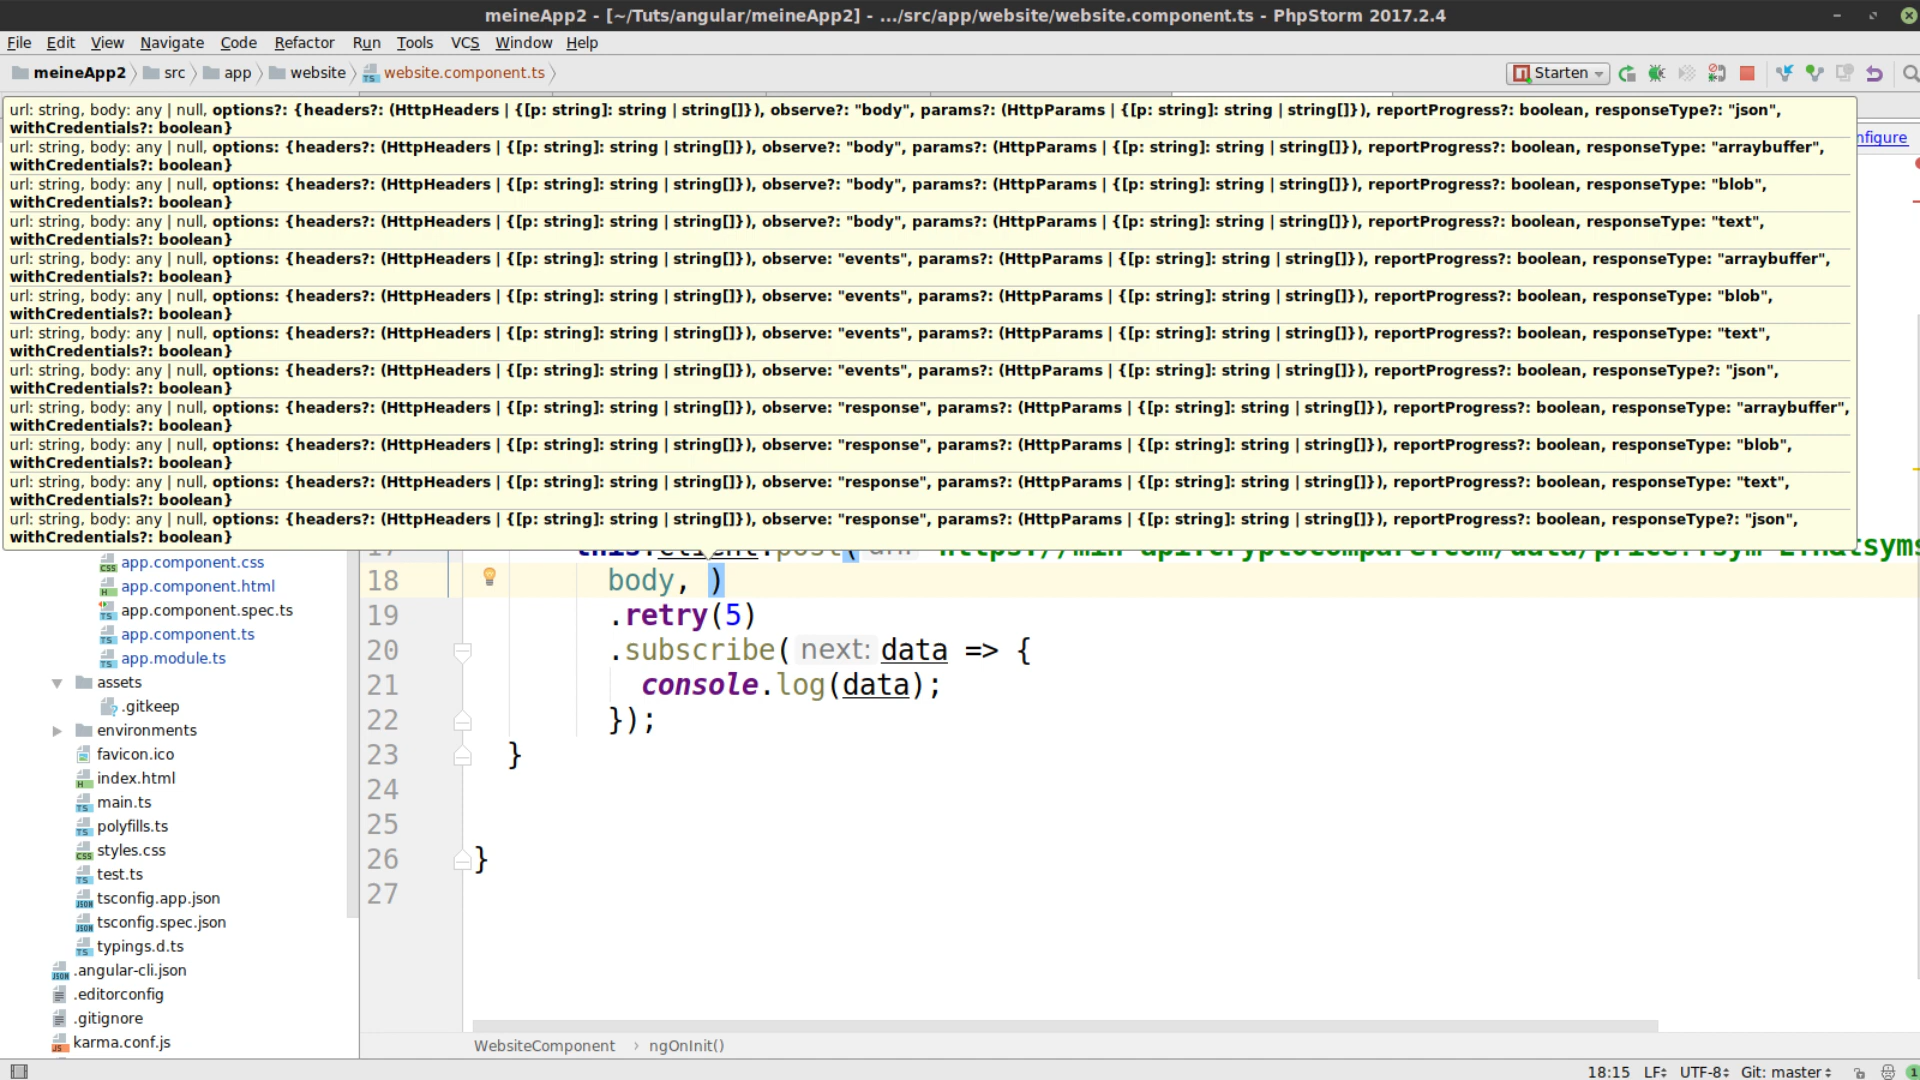 meineApp2 - [~/Tuts/angular/meineApp2] - .../src/app/website/website.component.ts - PhpStorm 2017.2.4
File Edit View Navigate Code Refactor Run Tools VCS Window Help
meineApp2 src app website website.component.ts Starten
url: string, body: any | null, options?: {headers?: (HttpHeaders | {[p: string]: string | string[]}), observe?: "body", params?: (HttpParams | {[p: string]: string | string[]}), reportProgress?: boolean, responseType?: "json",
withCredentials?: boolean}
nfigure
url: string, body: any | null, options: {headers?: (HttpHeaders | {[p: string]: string | string[]}), observe?: "body", params?: (HttpParams | {[p: string]: string | string[]}), reportProgress?: boolean, responseType: "arraybuffer",
withCredentials?: boolean}
url: string, body: any | null, options: {headers?: (HttpHeaders | {[p: string]: string | string[]}), observe?: "body", params?: (HttpParams | {[p: string]: string | string[]}), reportProgress?: boolean, responseType: "blob",
withCredentials?: boolean}
url: string, body: any | null, options: {headers?: (HttpHeaders | {[p: string]: string | string[]}), observe?: "body", params?: (HttpParams | {[p: string]: string | string[]}), reportProgress?: boolean, responseType: "text",
withCredentials?: boolean}
url: string, body: any | null, options: {headers?: (HttpHeaders | {[p: string]: string | string[]}), observe: "events", params?: (HttpParams | {[p: string]: string | string[]}), reportProgress?: boolean, responseType: "arraybuffer",
withCredentials?: boolean}
url: string, body: any | null, options: {headers?: (HttpHeaders | {[p: string]: string | string[]}), observe: "events", params?: (HttpParams | {[p: string]: string | string[]}), reportProgress?: boolean, responseType: "blob",
withCredentials?: boolean}
url: string, body: any | null, options: {headers?: (HttpHeaders | {[p: string]: string | string[]}), observe: "events", params?: (HttpParams | {[p: string]: string | string[]}), reportProgress?: boolean, responseType: "text",
withCredentials?: boolean}
url: string, body: any | null, options: {headers?: (HttpHeaders | {[p: string]: string | string[]}), observe: "events", params?: (HttpParams | {[p: string]: string | string[]}), reportProgress?: boolean, responseType?: "json",
withCredentials?: boolean}
url: string, body: any | null, options: {headers?: (HttpHeaders | {[p: string]: string | string[]}), observe: "response", params?: (HttpParams | {[p: string]: string | string[]}), reportProgress?: boolean, responseType: "arraybuffer",
withCredentials?: boolean}
url: string, body: any | null, options: {headers?: (HttpHeaders | {[p: string]: string | string[]}), observe: "response", params?: (HttpParams | {[p: string]: string | string[]}), reportProgress?: boolean, responseType: "blob",
withCredentials?: boolean}
url: string, body: any | null, options: {headers?: (HttpHeaders | {[p: string]: string | string[]}), observe: "response", params?: (HttpParams | {[p: string]: string | string[]}), reportProgress?: boolean, responseType: "text",
withCredentials?: boolean}
url: string, body: any | null, options: {headers?: (HttpHeaders | {[p: string]: string | string[]}), observe: "response", params?: (HttpParams | {[p: string]: string | string[]}), reportProgress?: boolean, responseType?: "json",
withCredentials?: boolean}
app.component.css
app.component.html
app.component.spec.ts
app.component.ts
app.module.ts
assets
.gitkeep
environments
favicon.ico
index.html
main.ts
polyfills.ts
styles.css
test.ts
tsconfig.app.json
tsconfig.spec.json
typings.d.ts
.angular-cli.json
.editorconfig
.gitignore
karma.conf.js
18 body, )
19 .retry(5)
20 .subscribe( next: data => {
21 console.log(data);
22 });
23 }
24
25
26 }
27
WebsiteComponent › ngOnInit()
18:15 LF UTF-8 Git: master